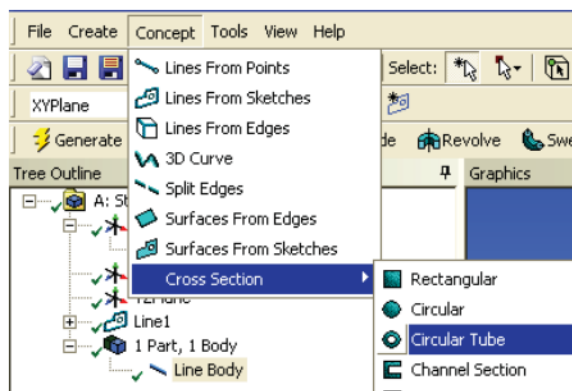 File Create Concept Tools View Help
Lines From Points
Select:
XYPlane
Lines From Sketches
Lines From Edges
Generate
Revolve
3D Curve
Tree Outline
Graphics
Split Edges
A: St
Surfaces From Edges
Surfaces From Sketches
Cross Section
Rectangular
Line1
Circular
1 Part, 1 Body
Circular Tube
Line Body
Channel Section